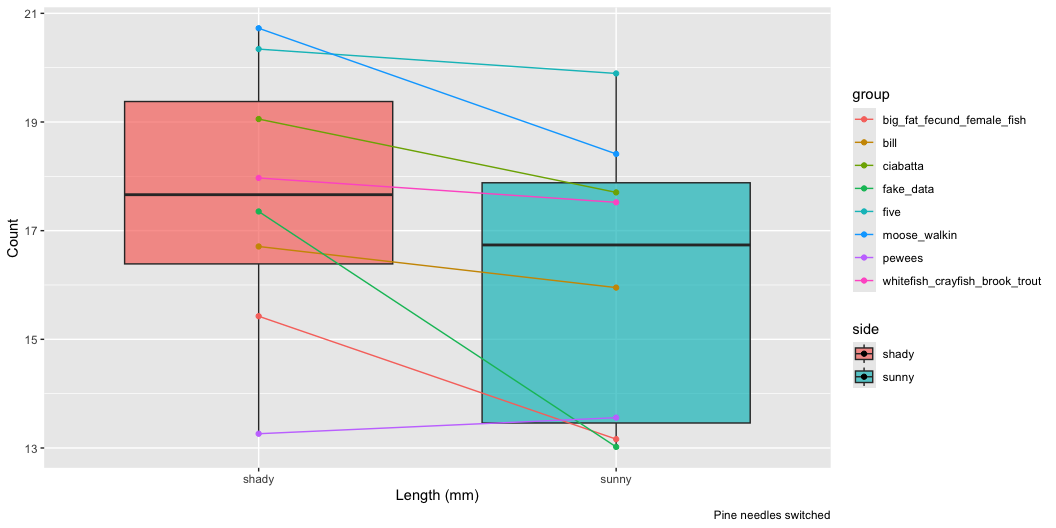 21
19
17
15
13
Count
shady
sunny
Length (mm)
Pine needles switched
group
big_fat_fecund_female_fish
bill
ciabatta
fake_data
five
moose_walkin
pewees
whitefish_crayfish_brook_trout
side
shady
sunny